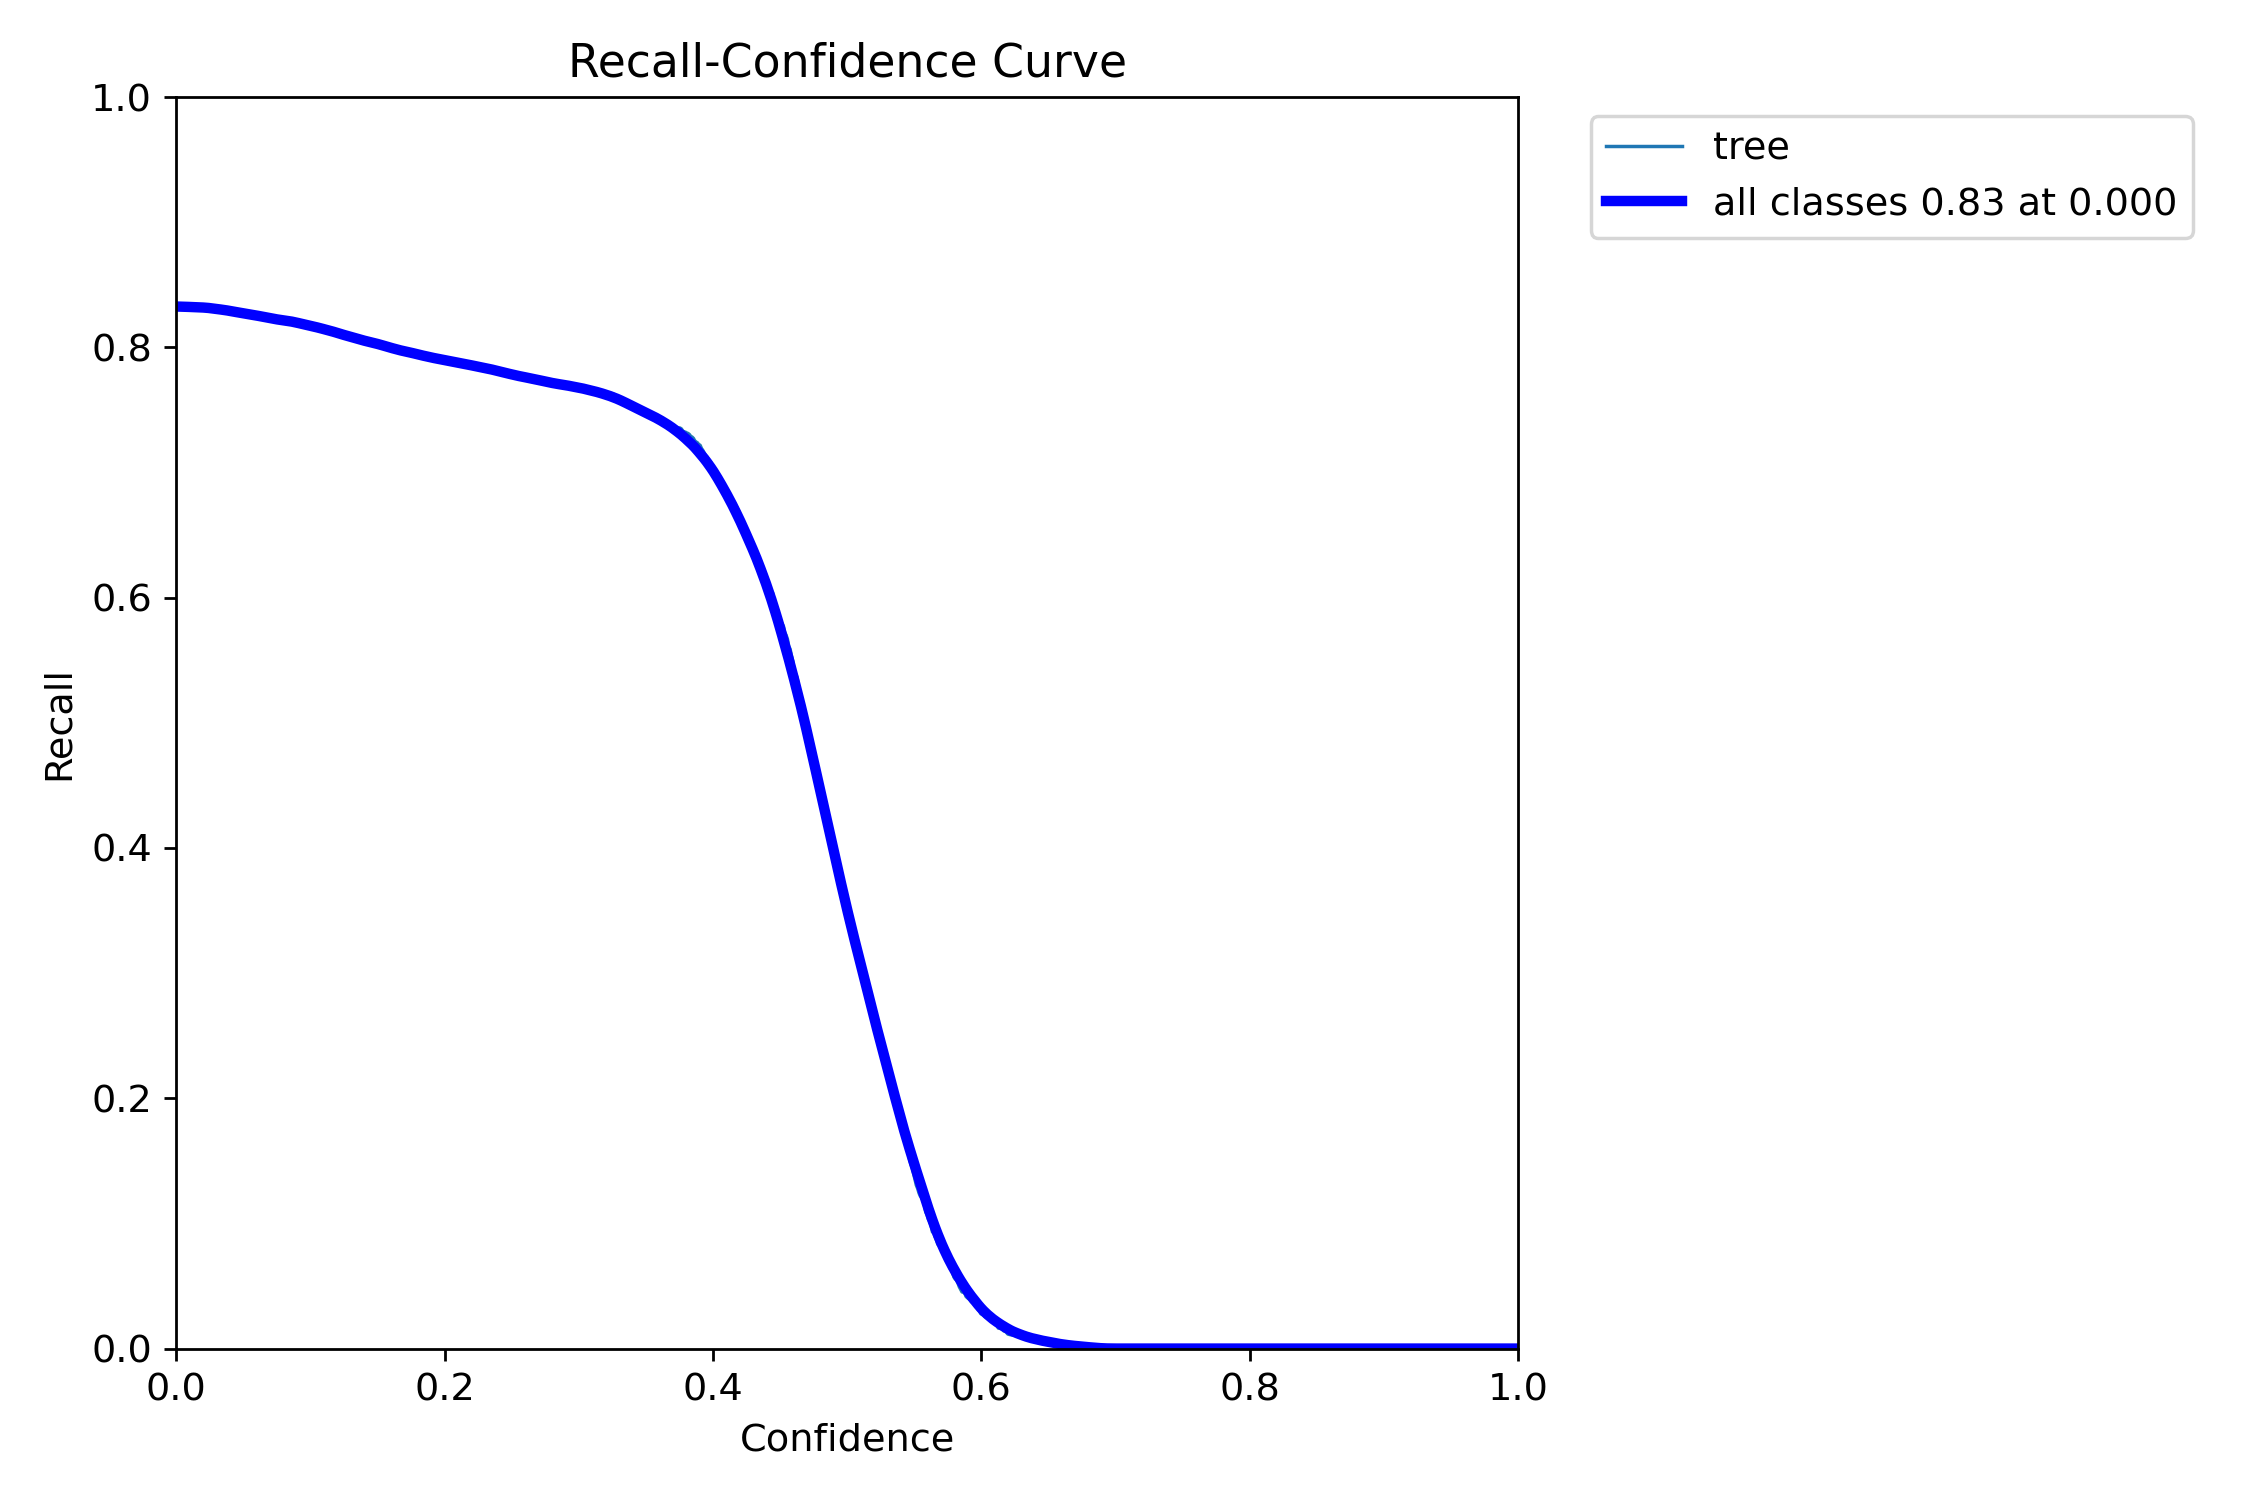 Recall-Confidence Curve
tree
all classes 0.83 at 0.000
1.0
0.8
0.6
0.4
0.2
0.0
Recall
0.0 0.2 0.4 0.6 0.8 1.0
Confidence